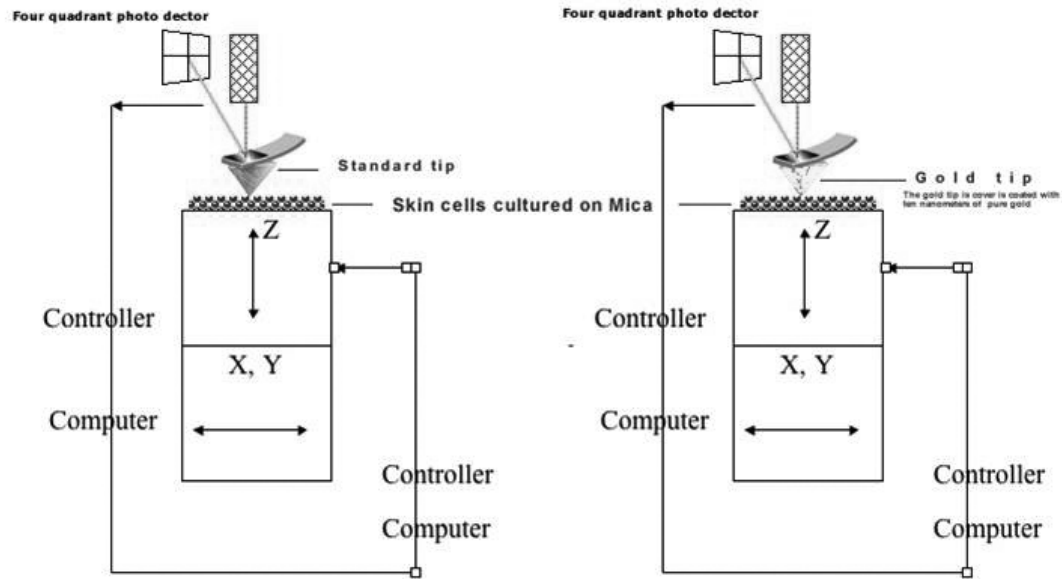 Four quadrant photo dector
Four quadrant photo dector
Standard tip
Gold tip
The gold tip is cover is coated with
ten nanometers of pure gold
Skin cells cultured on Mica
Z
Z
Controller
Controller
X, Y
X, Y
Computer
Computer
Controller
Controller
Computer
Computer